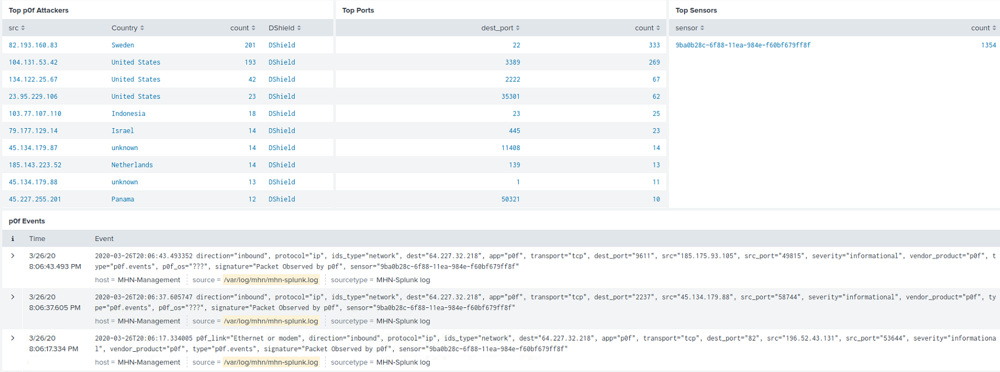 Top p0f Attackers
Top Ports
Top Sensors
src Country count DShield
dest_port count
sensor count
82.193.160.83 Sweden 201 DShield
22 333
9ba0b28c-6f88-11ea-984e-f60bf679ff8f 1354
104.131.53.42 United States 193 DShield
3389 269
134.122.25.67 United States 42 DShield
2222 67
23.95.229.106 United States 23 DShield
35301 62
103.77.107.110 Indonesia 18 DShield
23 25
79.177.129.14 Israel 14 DShield
445 23
45.134.179.87 unknown 14 DShield
11408 14
185.143.223.52 Netherlands 14 DShield
139 13
45.134.179.88 unknown 13 DShield
1 11
45.227.255.201 Panama 12 DShield
50321 10
p0f Events
i Time Event
3/26/20
8:06:43.493 PM
2020-03-26T20:06:43.493352 direction="inbound", protocol="ip", ids_type="network", dest="64.227.32.218", app="p0f", transport="tcp", dest_port="9611", src="185.175.93.105", src_port="49815", severity="informational", vendor_product="p0f", t
ype="p0f.events", p0f_os="???", signature="Packet Observed by p0f", sensor="9ba0b28c-6f88-11ea-984e-f60bf679ff8f"
host = MHN-Management source = /var/log/mhn/mhn-splunk.log sourcetype = MHN-Splunk log
3/26/20
8:06:37.605 PM
2020-03-26T20:06:37.605747 direction="inbound", protocol="ip", ids_type="network", dest="64.227.32.218", app="p0f", transport="tcp", dest_port="2237", src="45.134.179.88", src_port="58744", severity="informational", vendor_product="p0f", ty
pe="p0f.events", p0f_os="???", signature="Packet Observed by p0f", sensor="9ba0b28c-6f88-11ea-984e-f60bf679ff8f"
host = MHN-Management source = /var/log/mhn/mhn-splunk.log sourcetype = MHN-Splunk log
3/26/20
8:06:17.334 PM
2020-03-26T20:06:17.334005 p0f_link="Ethernet or modem", direction="inbound", protocol="ip", ids_type="network", dest="64.227.32.218", app="p0f", transport="tcp", dest_port="82", src="196.52.43.131", src_port="53644", severity="informationa
l", vendor_product="p0f", type="p0f.events", signature="Packet Observed by p0f", sensor="9ba0b28c-6f88-11ea-984e-f60bf679ff8f"
host = MHN-Management source = /var/log/mhn/mhn-splunk.log sourcetype = MHN-Splunk log